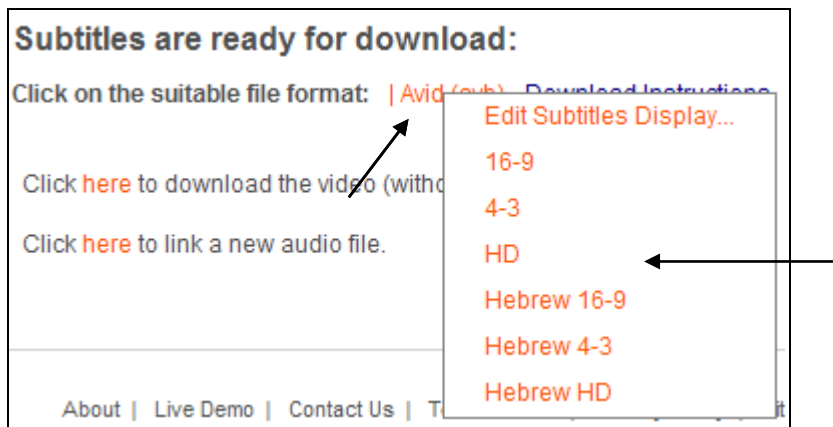 Subtitles are ready for download:
Click on the suitable file format: | Avid
Edit Subtitles Display...
16-9
4-3
HD
Hebrew 16-9
Hebrew 4-3
Hebrew HD
Click here to download the video
Click here to link a new audio file.
About | Live Demo | Contact Us |